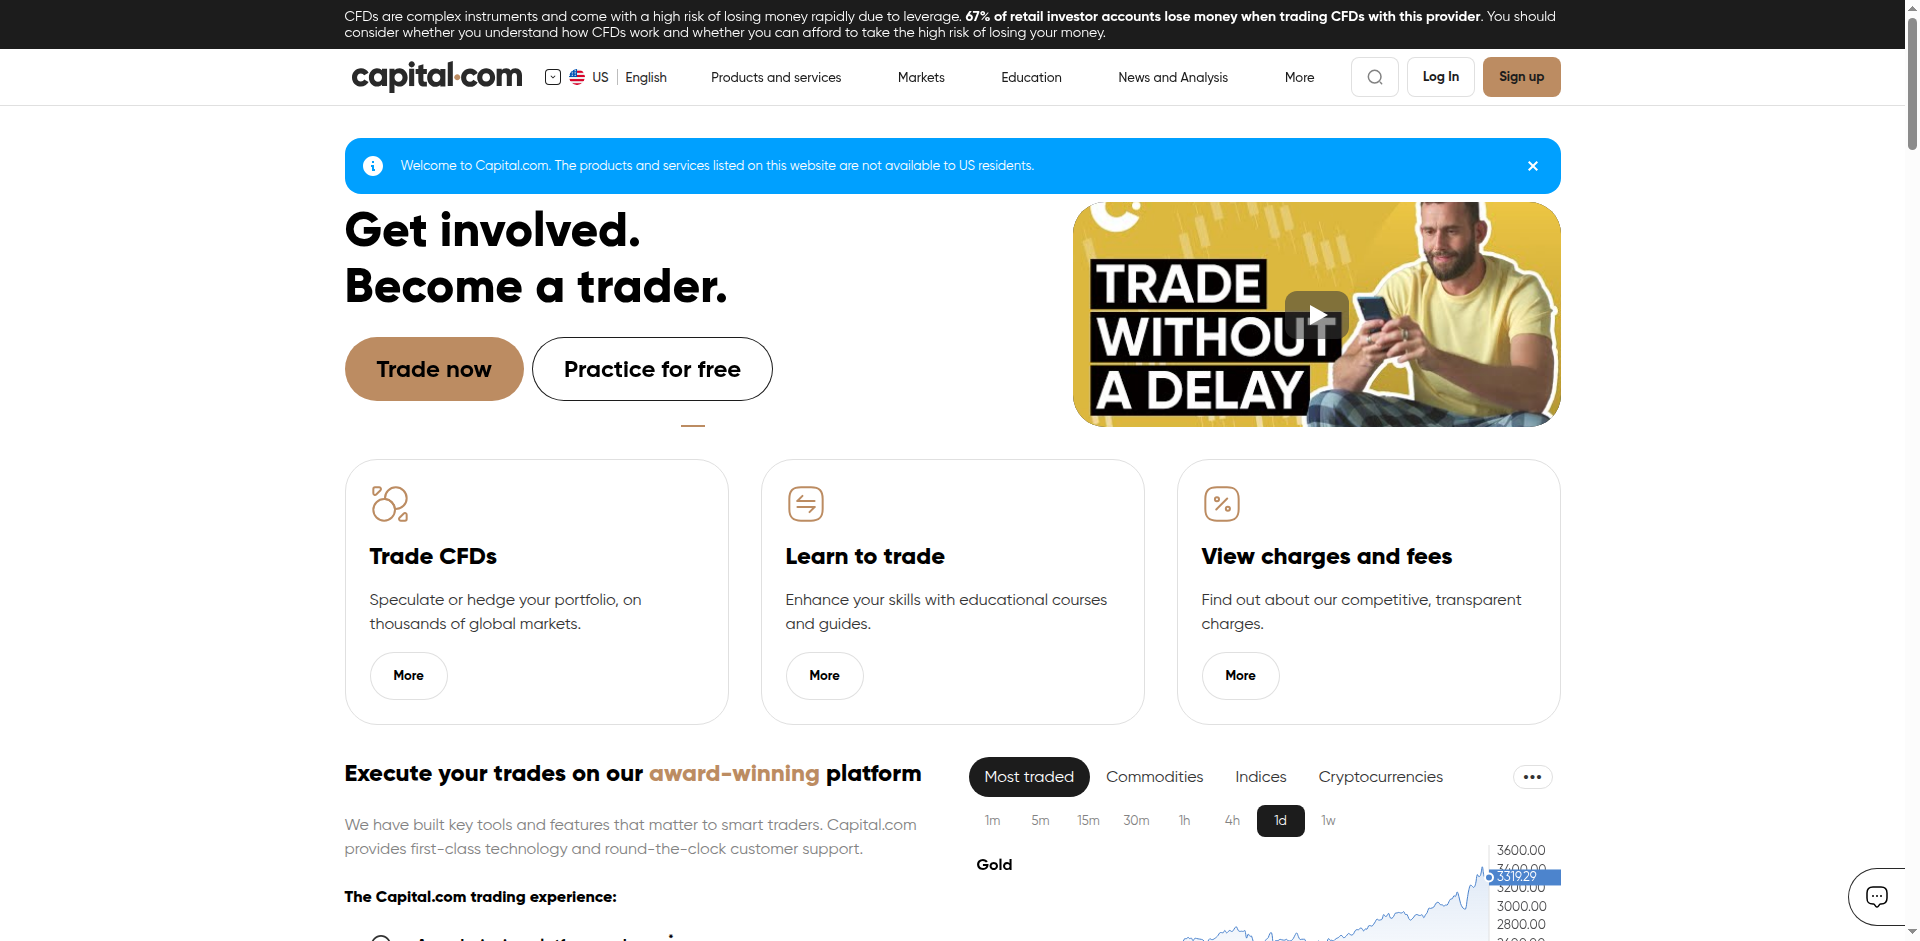 CFDs are complex instruments and come with a high risk of losing money rapidly due to leverage. 67% of retail investor accounts lose money when trading CFDs with this provider. You should
consider whether you understand how CFDs work and whether you can afford to take the high risk of losing your money.
capital.com
US English
Products and services
Markets
Education
News and Analysis
More
Log In
Sign up
Welcome to Capital.com. The products and services listed on this website are not available to US residents.
Get involved.
Become a trader.
Trade now
Practice for free
TRADE
WITHOUT
A DELAY
Trade CFDs
Speculate or hedge your portfolio, on
thousands of global markets.
More
Learn to trade
Enhance your skills with educational courses
and guides.
More
View charges and fees
Find out about our competitive, transparent
charges.
More
Execute your trades on our award-winning platform
We have built key tools and features that matter to smart traders. Capital.com
provides first-class technology and round-the-clock customer support.
The Capital.com trading experience:
Most traded
Commodities
Indices
Cryptocurrencies
1m
5m
15m
30m
1h
4h
1d
1w
Gold
3600.00
3400.00
3319.29
3200.00
3000.00
2800.00